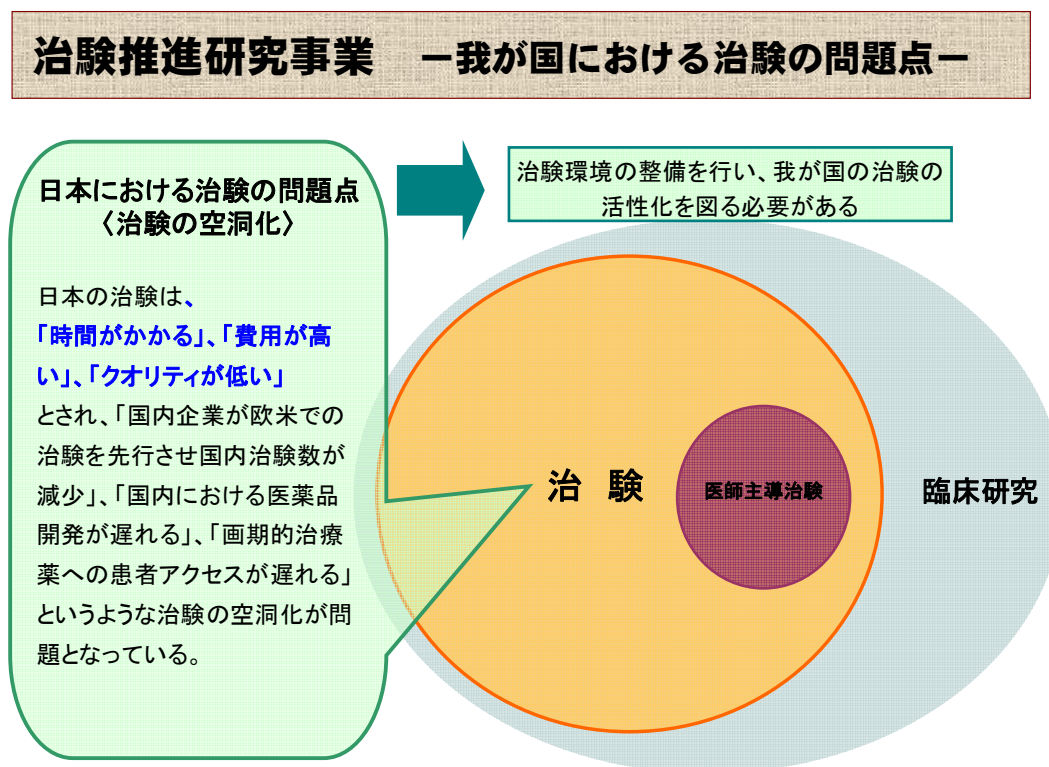 治験推進研究事業　ー我が国における治験の問題点ー
日本における治験の問題点
〈治験の空洞化〉
日本の治験は、
「時間がかかる」、「費用が高
い」、「クオリティが低い」
とされ、「国内企業が欧米での
治験を先行させ国内治験数が
減少」、「国内における医薬品
開発が遅れる」、「画期的治療
薬への患者アクセスが遅れる」
というような治験の空洞化が問
題となっている。
治験環境の整備を行い、我が国の治験の
活性化を図る必要がある
治　験
医師主導治験
臨床研究